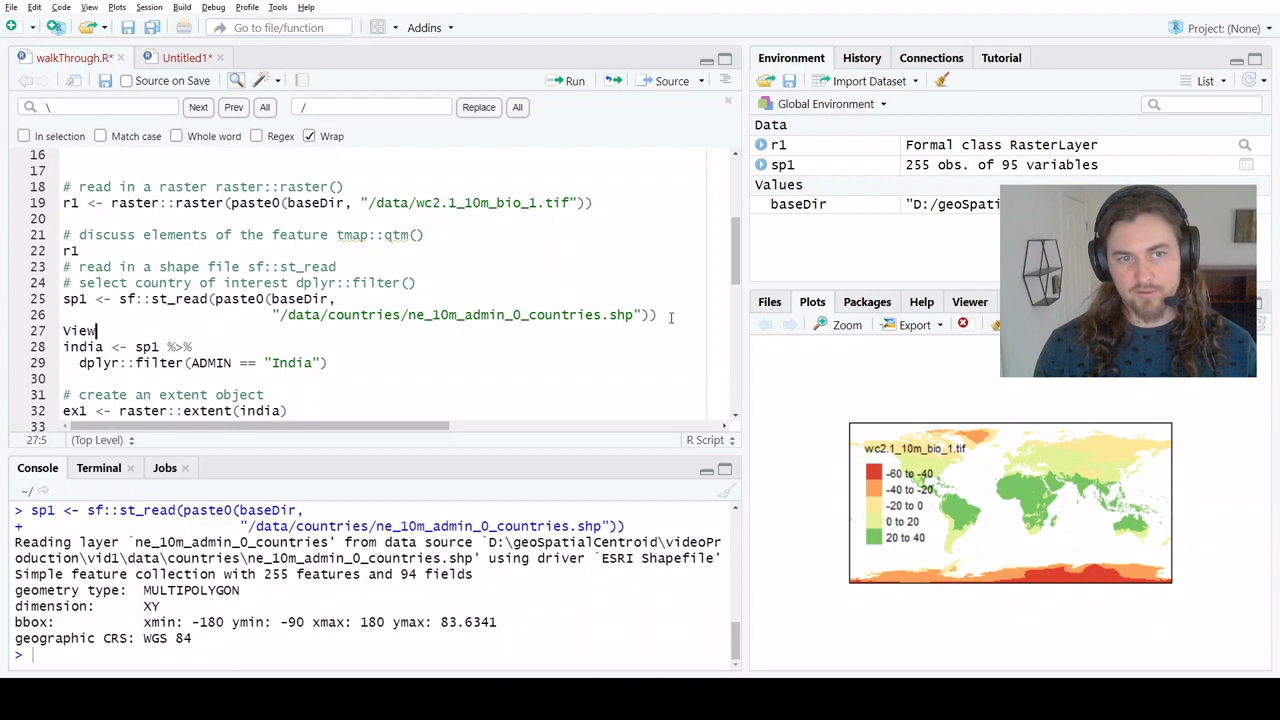 File Edit Code View Plots Session Build Debug Profile Tools Help
Go to file/function
Addins
Project: (None)
walkThrough.R*
Untitled1*
Source on Save
Run
Source
\
Next
Prev
All
/
Replace
All
In selection
Match case
Whole word
Regex
Wrap
16
17
18 # read in a raster raster::raster()
19 r1 <- raster::raster(paste0(baseDir, "/data/wc2.1_10m_bio_1.tif"))
20
21 # discuss elements of the feature tmap::qtm()
22 r1
23 # read in a shape file sf::st_read
24 # select country of interest dplyr::filter()
25 sp1 <- sf::st_read(paste0(baseDir,
26 "/data/countries/ne_10m_admin_0_countries.shp"))
27 View
28 india <- sp1 %>%
29 dplyr::filter(ADMIN == "India")
30
31 # create an extent object
32 ex1 <- raster::extent(india)
33
27:5 (Top Level) R Script
Console Terminal Jobs
~/
> sp1 <- sf::st_read(paste0(baseDir,
+ "/data/countries/ne_10m_admin_0_countries.shp"))
Reading layer `ne_10m_admin_0_countries' from data source `D:\geoSpatialCentroid\videoPr
oduction\vid1\data\countries\ne_10m_admin_0_countries.shp' using driver `ESRI Shapefile'
Simple feature collection with 255 features and 94 fields
geometry type: MULTIPOLYGON
dimension: XY
bbox: xmin: -180 ymin: -90 xmax: 180 ymax: 83.6341
geographic CRS: WGS 84
>
Environment History Connections Tutorial
Import Dataset
List
Global Environment
Data
r1 Formal class RasterLayer
sp1 255 obs. of 95 variables
Values
baseDir "D:/geoSpati
Files Plots Packages Help Viewer
Zoom
Export
wc2.1_10m_bio_1.tif
-60 to -40
-40 to -20
-20 to 0
0 to 20
20 to 40